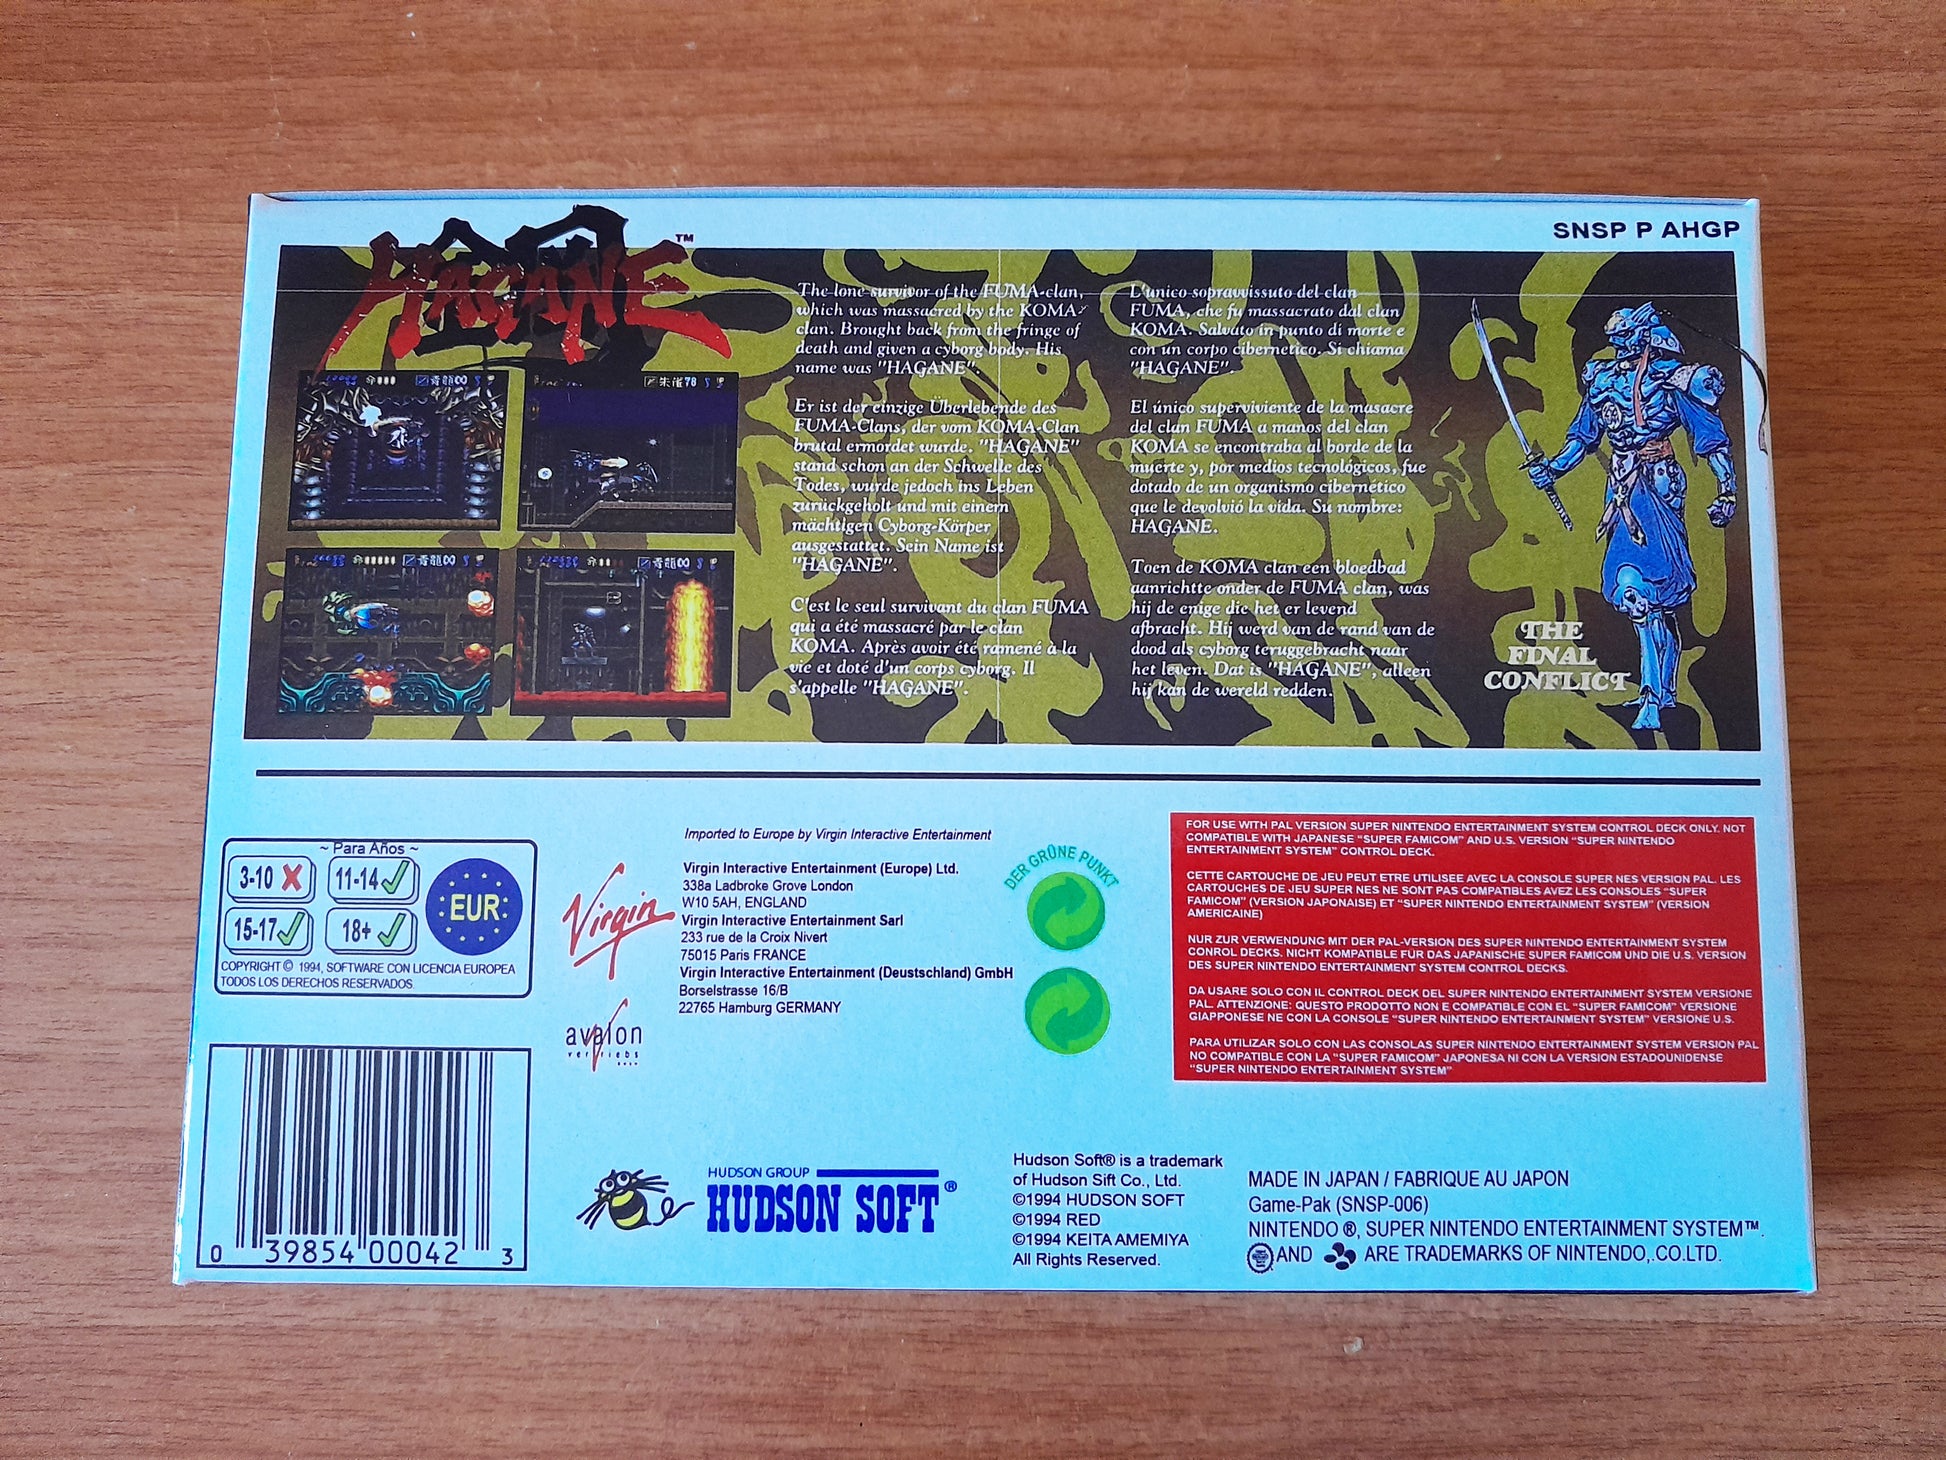 SNSP P AHGP
HAGANE™
The lone survivor of the FUMA-clan,
which was massacred by the KOMA-
clan. Brought back from the fringe of
death and given a cyborg body. His
name was "HAGANE".
Er ist der einzige Überlebende des
FUMA-Clans, der vom KOMA-Clan
brutal ermordet wurde. "HAGANE"
stand schon an der Schwelle des
Todes, wurde jedoch ins Leben
zurückgeholt und mit einem
mächtigen Cyborg-Körper
ausgestattet. Sein Name ist
"HAGANE".
C'est le seul survivant du clan FUMA
qui a été massacré par le clan
KOMA. Après avoir été ramené à la
vie et doté d'un corps cyborg. Il
s'appelle "HAGANE".
L'unico sopravvissuto del clan
FUMA, che fu massacrato dal clan
KOMA. Salvato in punto di morte e
con un corpo cibernetico. Si chiama
"HAGANE".
El único superviviente de la masacre
del clan FUMA a manos del clan
KOMA se encontraba al borde de la
muerte y, por medios tecnológicos, fue
dotado de un organismo cibernético
que le devolvió la vida. Su nombre:
HAGANE.
Toen de KOMA clan een bloedbad
aanrichtte onder de FUMA clan, was
hij de enige die het er levend
afbracht. Hij werd van de rand van de
dood als cyborg teruggebracht naar
het leven. Dat is "HAGANE", alleen
hij kan de wereld redden.
THE
FINAL
CONFLICT
~ Para Años ~
3-10
11-14
15-17
18+
EUR
COPYRIGHT © 1994, SOFTWARE CON LICENCIA EUROPEA
TODOS LOS DERECHOS RESERVADOS
0 39854 00042 3
Imported to Europe by Virgin Interactive Entertainment
Virgin
Virgin Interactive Entertainment (Europe) Ltd.
338a Ladbroke Grove London
W10 5AH, ENGLAND
Virgin Interactive Entertainment Sarl
233 rue de la Croix Nivert
75015 Paris FRANCE
Virgin Interactive Entertainment (Deustschland) GmbH
Borselstrasse 16/B
22765 Hamburg GERMANY
avalon
vertriebs
DER GRÜNE PUNKT
FOR USE WITH PAL VERSION SUPER NINTENDO ENTERTAINMENT SYSTEM CONTROL DECK ONLY. NOT
COMPATIBLE WITH JAPANESE "SUPER FAMICOM" AND U.S. VERSION "SUPER NINTENDO
ENTERTAINMENT SYSTEM" CONTROL DECK.
CETTE CARTOUCHE DE JEU PEUT ETRE UTILISEE AVEC LA CONSOLE SUPER NES VERSION PAL. LES
CARTOUCHES DE JEU SUPER NES NE SONT PAS COMPATIBLES AVEZ LES CONSOLES "SUPER
FAMICOM" (VERSION JAPONAISE) ET "SUPER NINTENDO ENTERTAINMENT SYSTEM" (VERSION
AMERICAINE)
NUR ZUR VERWENDUNG MIT DER PAL-VERSION DES SUPER NINTENDO ENTERTAINMENT SYSTEM
CONROL DECKS. NICHT KOMPATIBLE FÜR DAS JAPANISCHE SUPER FAMICOM UND DIE U.S. VERSION
DES SUPER NINTENDO ENTERTAINMENT SYSTEM CONTROL DECKS.
DA USARE SOLO CON IL CONTROL DECK DEL SUPER NINTENDO ENTERTAINMENT SYSTEM VERSIONE
PAL. ATTENZIONE: QUESTO PRODOTTO NON E COMPATIBLE CON EL "SUPER FAMICOM" VERSIONE
GIAPPONESE NE CON LA CONSOLE "SUPER NINTENDO ENTERTAINMENT SYSTEM" VERSIONE U.S.
PARA UTILIZAR SOLO CON LAS CONSOLAS SUPER NINTENDO ENTERTAINMENT SYSTEM VERSION PAL
NO COMPATIBLE CON LA "SUPER FAMICOM" JAPONESA NI CON LA VERSION ESTADOUNIDENSE
"SUPER NINTENDO ENTERTAINMENT SYSTEM"
HUDSON GROUP
HUDSON SOFT®
Hudson Soft® is a trademark
of Hudson Sift Co., Ltd.
©1994 HUDSON SOFT
©1994 RED
©1994 KEITA AMEMIYA
All Rights Reserved.
MADE IN JAPAN / FABRIQUE AU JAPON
Game-Pak (SNSP-006)
NINTENDO ®, SUPER NINTENDO ENTERTAINMENT SYSTEM™.
AND ARE TRADEMARKS OF NINTENDO,.CO.LTD.